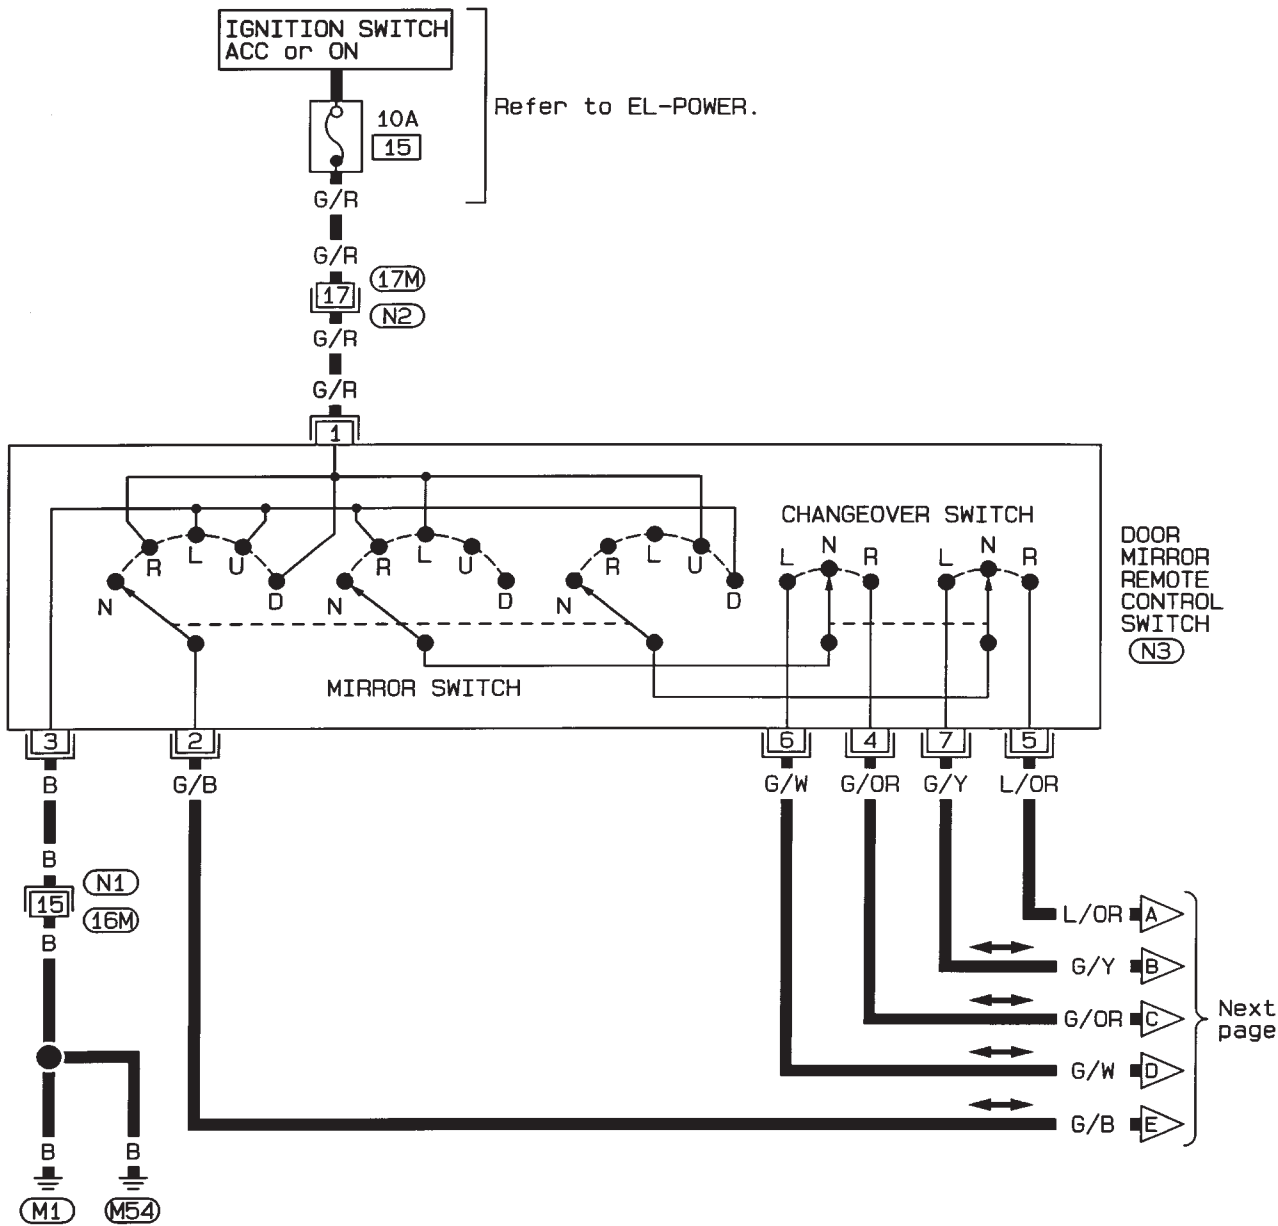 IGNITION SWITCH
ACC or ON
Refer to EL-POWER.
10A
15
G/R
G/R
17M
17
N2
G/R
G/R
1
CHANGEOVER SWITCH
R
L
U
D
N
R
L
U
D
N
R
L
U
D
N
L
N
R
L
N
R
DOOR
MIRROR
REMOTE
CONTROL
SWITCH
N3
MIRROR SWITCH
3
2
6
4
7
5
B
G/B
G/W
G/OR
G/Y
L/OR
B
N1
15
16M
B
L/OR
A
G/Y
B
G/OR
C
Next
page
G/W
D
G/B
E
B
B
M1
M54